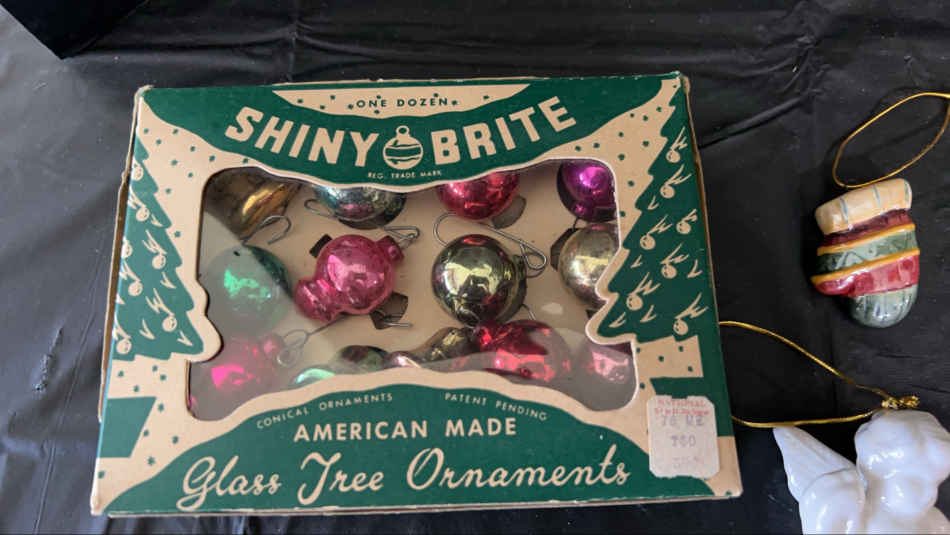 ONE DOZEN
SHINY BRITE
REG. TRADE MARK
CONICAL ORNAMENTS PATENT PENDING
AMERICAN MADE
Glass Tree Ornaments